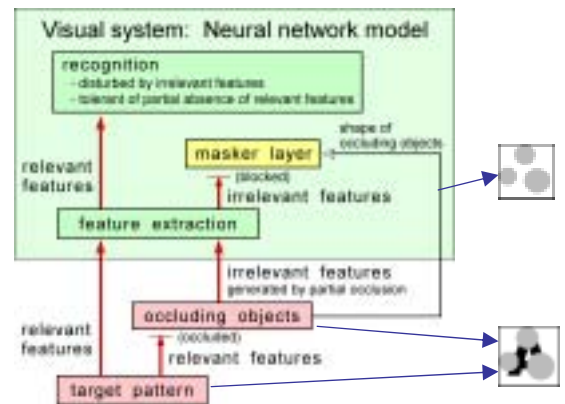 Visual system: Neural network model
recognition
- disturbed by irrelevant features
- tolerant of partial absence of relevant features
shape of
occluding objects
masker layer
(blocked)
relevant
features
irrelevant features
feature extraction
irrelevant features
generated by partial occlusion
occluding objects
(occluded)
relevant
features
relevant features
target pattern